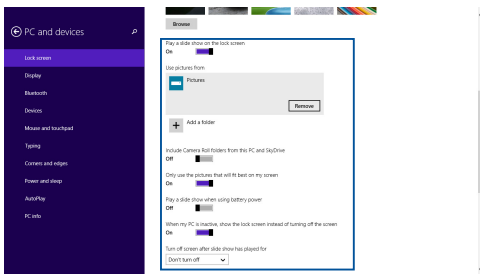 PC and devices
Lock screen
Display
Bluetooth
Devices
Mouse and touchpad
Typing
Corners and edges
Power and sleep
AutoPlay
PC info
Browse
Play a slide show on the lock screen
On
Use pictures from
Pictures
Remove
Add a folder
Include Camera Roll folders from this PC and SkyDrive
Off
Only use the pictures that will fit best on my screen
On
Play a slide show when using battery power
Off
When my PC is inactive, show the lock screen instead of turning off the screen
On
Turn off screen after slide show has played for
Don't turn off